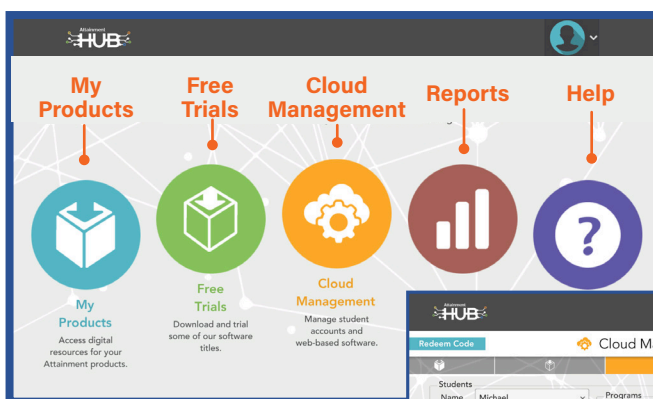 Attainment
HUB
My
Products
Free
Trials
Cloud
Management
Reports
Help
My
Products
Access digital
resources for your
Attainment products.
Free
Trials
Download and trial
some of our software
titles.
Cloud
Management
Manage student
accounts and
web-based software.
?
Attainment
HUB
Redeem Code
Cloud Ma
Students
Name Michael
Programs